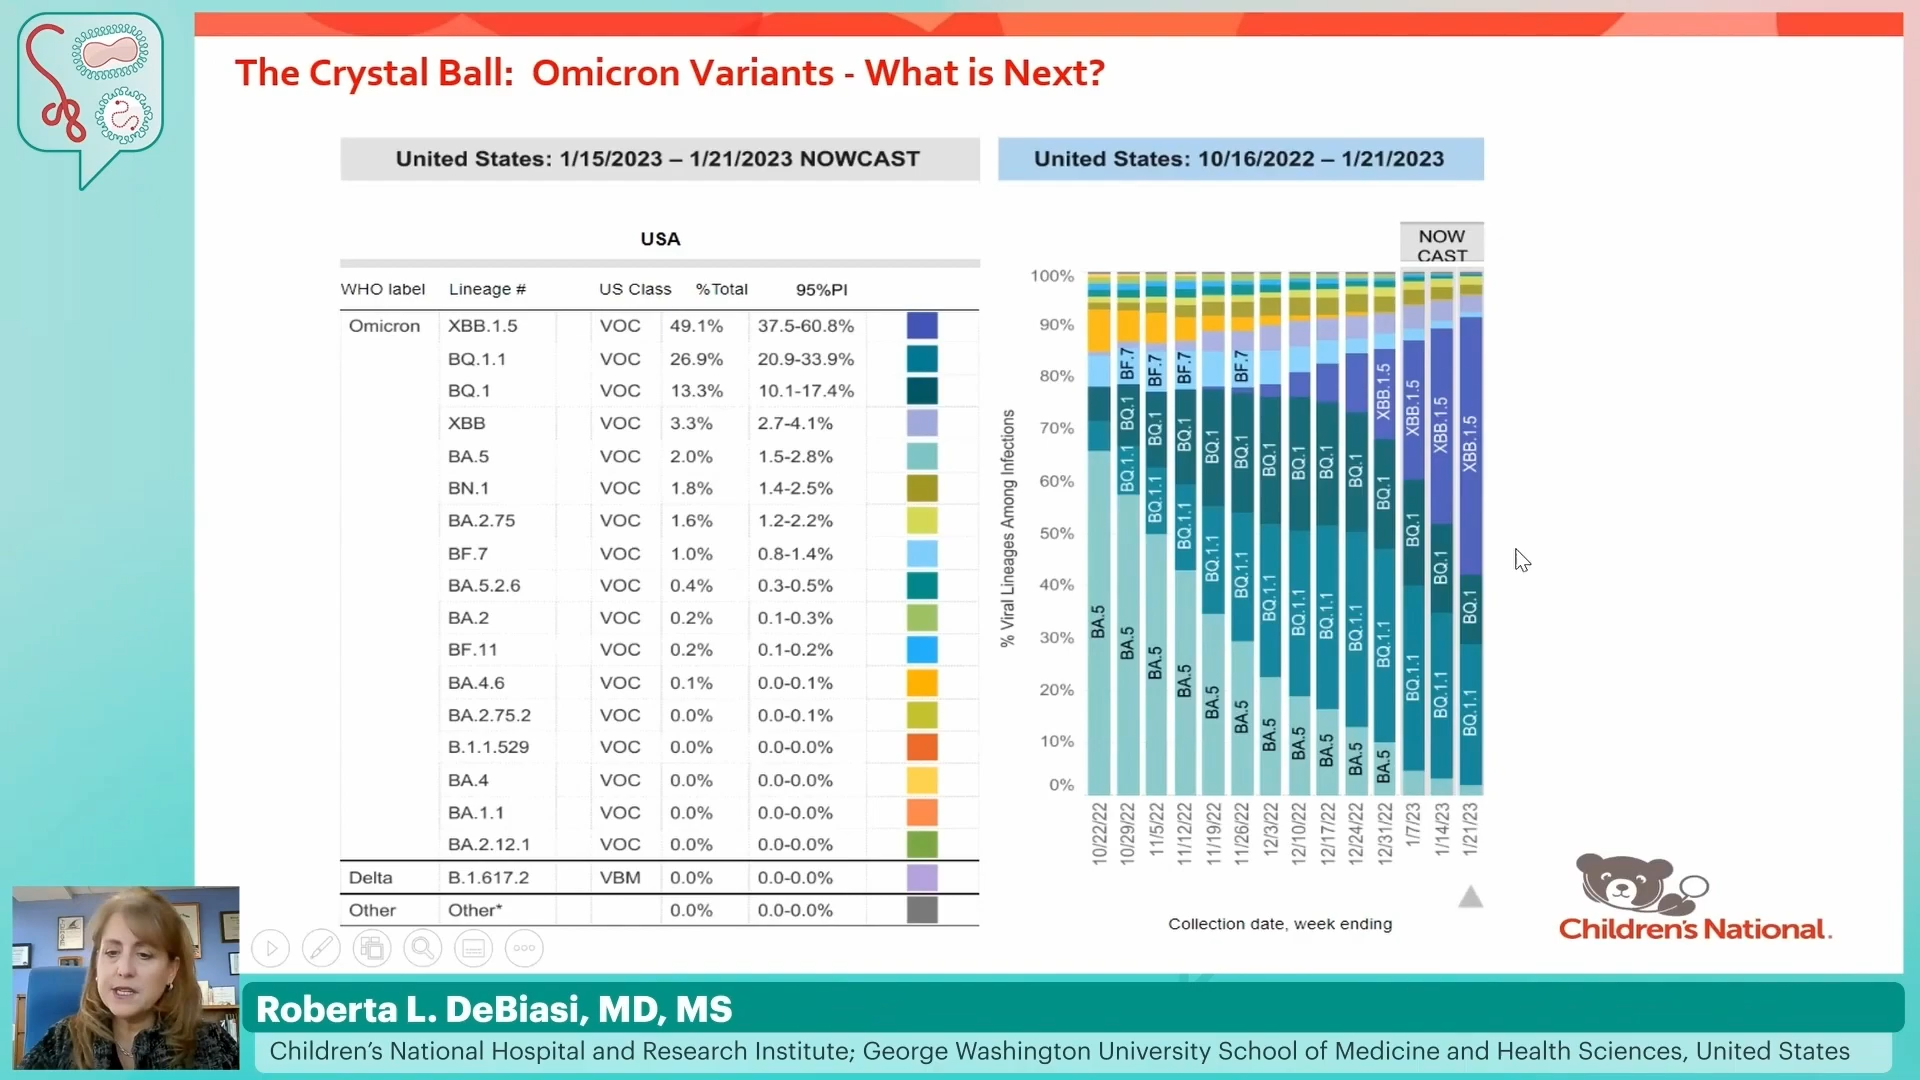 The Crystal Ball: Omicron Variants - What is Next?
United States: 1/15/2023 – 1/21/2023 NOWCAST
USA
WHO label Lineage # US Class %Total 95%PI
Omicron XBB.1.5 VOC 49.1% 37.5-60.8%
BQ.1.1 VOC 26.9% 20.9-33.9%
BQ.1 VOC 13.3% 10.1-17.4%
XBB VOC 3.3% 2.7-4.1%
BA.5 VOC 2.0% 1.5-2.8%
BN.1 VOC 1.8% 1.4-2.5%
BA.2.75 VOC 1.6% 1.2-2.2%
BF.7 VOC 1.0% 0.8-1.4%
BA.5.2.6 VOC 0.4% 0.3-0.5%
BA.2 VOC 0.2% 0.1-0.3%
BF.11 VOC 0.2% 0.1-0.2%
BA.4.6 VOC 0.1% 0.0-0.1%
BA.2.75.2 VOC 0.0% 0.0-0.1%
B.1.1.529 VOC 0.0% 0.0-0.0%
BA.4 VOC 0.0% 0.0-0.0%
BA.1.1 VOC 0.0% 0.0-0.0%
BA.2.12.1 VOC 0.0% 0.0-0.0%
Delta B.1.617.2 VBM 0.0% 0.0-0.0%
Other Other* 0.0% 0.0-0.0%
United States: 10/16/2022 – 1/21/2023
NOW
CAST
% Viral Lineages Among Infections
100%
90%
80%
70%
60%
50%
40%
30%
20%
10%
0%
BA.5
BF.7 BQ.1 BQ.1.1 BA.5
BF.7 BQ.1 BQ.1.1 BA.5
BF.7 BQ.1 BQ.1.1 BA.5
BQ.1 BQ.1.1 BA.5
BF.7 BQ.1 BQ.1.1 BA.5
BQ.1 BQ.1.1 BA.5
BQ.1 BQ.1.1 BA.5
BQ.1 BQ.1.1 BA.5
BQ.1 BQ.1.1 BA.5
XBB.1.5 BQ.1 BQ.1.1 BA.5
XBB.1.5 BQ.1 BQ.1.1
XBB.1.5 BQ.1 BQ.1.1
XBB.1.5 BQ.1 BQ.1.1
10/22/22 10/29/22 11/5/22 11/12/22 11/19/22 11/26/22 12/3/22 12/10/22 12/17/22 12/24/22 12/31/22 1/7/23 1/14/23 1/21/23
Collection date, week ending
Children's National.
Roberta L. DeBiasi, MD, MS
Children's National Hospital and Research Institute; George Washington University School of Medicine and Health Sciences, United States